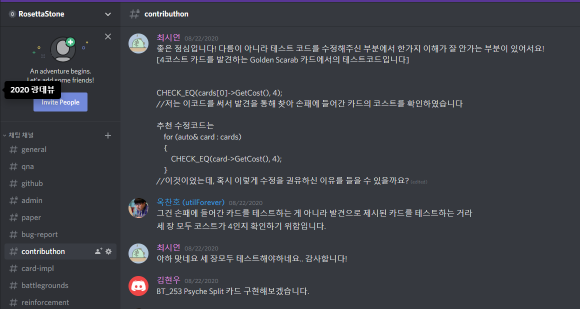 RosettaStone
# contributhon
An adventure begins.
Let's add some friends!
2020 광대뷰
Invite People
채팅 채널
# general
# qna
# github
# admin
# paper
# bug-report
# contributhon
# card-impl
# battlegrounds
# reinforcement
최시언 08/22/2020
좋은 점심입니다! 다름이 아니라 테스트 코드를 수정해주신 부분에서 한가지 이해가 잘 안가는 부분이 있어서요!
[4코스트 카드를 발견하는 Golden Scarab 카드에서의 테스트코드입니다]
CHECK_EQ(cards[0]->GetCost(), 4);
//저는 이코드를 써서 발견을 통해 찾아 손패에 들어간 카드의 코스트를 확인하였습니다
추천 수정코드는
for (auto& card : cards)
{
CHECK_EQ(card->GetCost(), 4);
}
//이것이었는데, 혹시 이렇게 수정을 권유하신 이유를 들을 수 있을까요? (edited)
옥찬호 (utilForever) 08/22/2020
그건 손패에 들어간 카드를 테스트하는 게 아니라 발견으로 제시된 카드를 테스트하는 거라
세 장 모두 코스트가 4인지 확인하기 위함입니다.
최시언 08/22/2020
아하 맞네요 세 장모두 테스트해야하네요.. 감사합니다!
김현우 08/22/2020
BT_253 Psyche Split 카드 구현해보겠습니다.